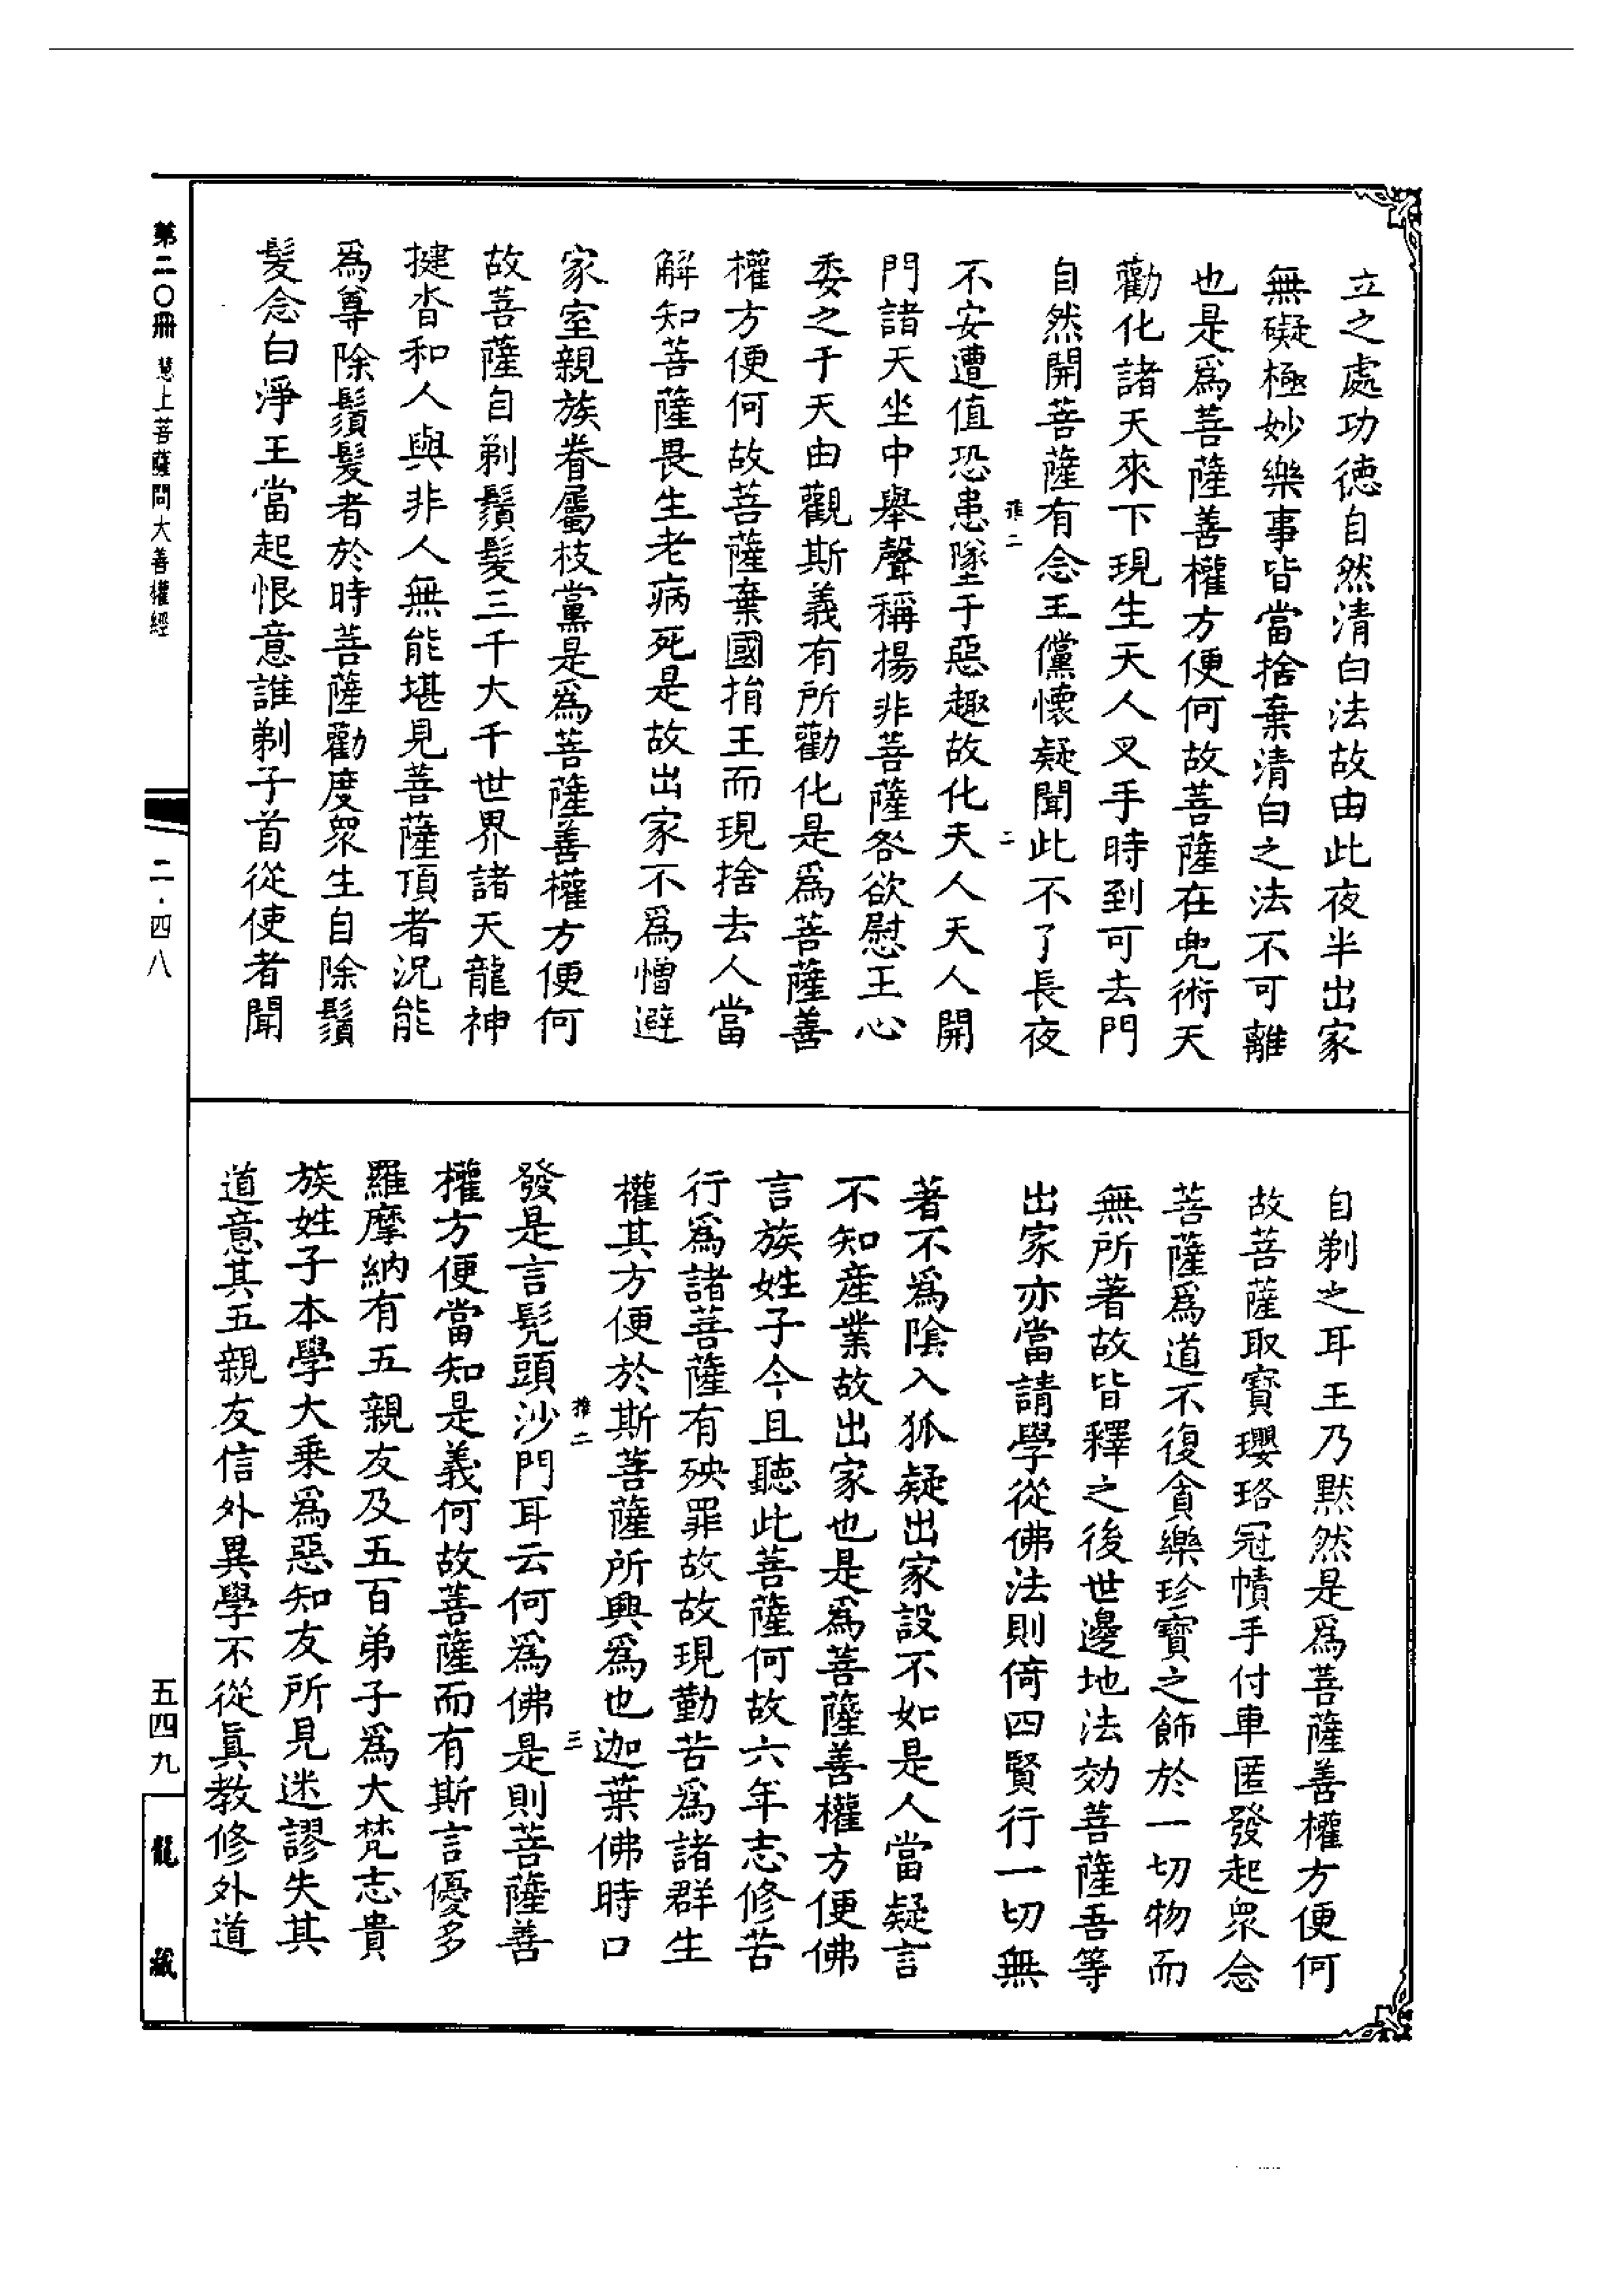 立之處功德自然清白法故由此夜半出家
無礙極妙樂事皆當捨棄清白之法不可離
也是爲菩薩善權方便何故菩薩在兜術天
勸化諸天來下現生天人叉手時到可去門
自然開菩薩有念王儻懷疑聞此不了長夜
推二
二
不安遭值恐患墜于惡趣故化天人天人開
門諸天坐中舉聲稱揚非菩薩咎欲慰王心
委之于天由觀斯義有所勸化是爲菩薩善
權方便何故菩薩棄國捐王而現捨去人當
解知菩薩畏生老病死是故出家不爲憎避
家室親族眷屬枝黨是爲菩薩善權方便何
故菩薩自剃鬚髮三千大千世界諸天龍神
揵沓和人與非人無能堪見菩薩頂者況能
爲尊除鬚髮者於時菩薩勸度衆生自除鬚
髮念白淨王當起恨意誰剃子首從使者聞
自剃之耳王乃默然是爲菩薩善權方便何
故菩薩取寶瓔珞冠幘手付車匿發起衆念
菩薩爲道不復貪樂珍寶之飾於一切物而
無所著故皆釋之後世邊地法効菩薩吾等
出家亦當請學從佛法則倚四賢行一切無
著不爲陰入狐疑出家設不如是人當疑言
不知産業故出家也是爲菩薩善權方便佛
言族姓子今且聽此菩薩何故六年志修苦
行爲諸菩薩有殃罪故故現勤苦爲諸群生
權其方便於斯菩薩所興爲也迦葉佛時口
推二
三
發是言髡頭沙門耳云何爲佛是則菩薩善
權方便當知是義何故菩薩而有斯言優多
羅摩納有五親友及五百弟子爲大梵志貴
族姓子本學大乘爲惡知友所見迷謬失其
道意其五親友信外異學不從眞教修外道
第二〇冊 慧上菩薩問大善權經
二·四八
五四九
龍藏